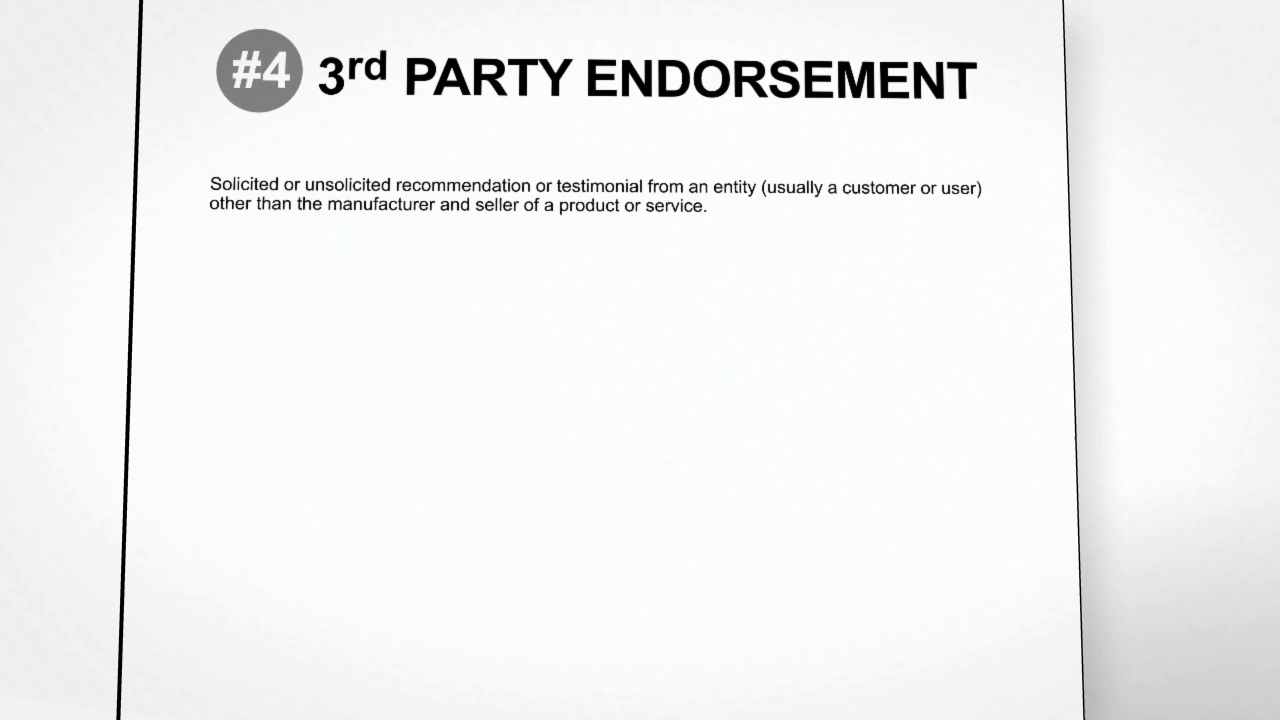 #4 3rd PARTY ENDORSEMENT
Solicited or unsolicited recommendation or testimonial from an entity (usually a customer or user)
other than the manufacturer and seller of a product or service.